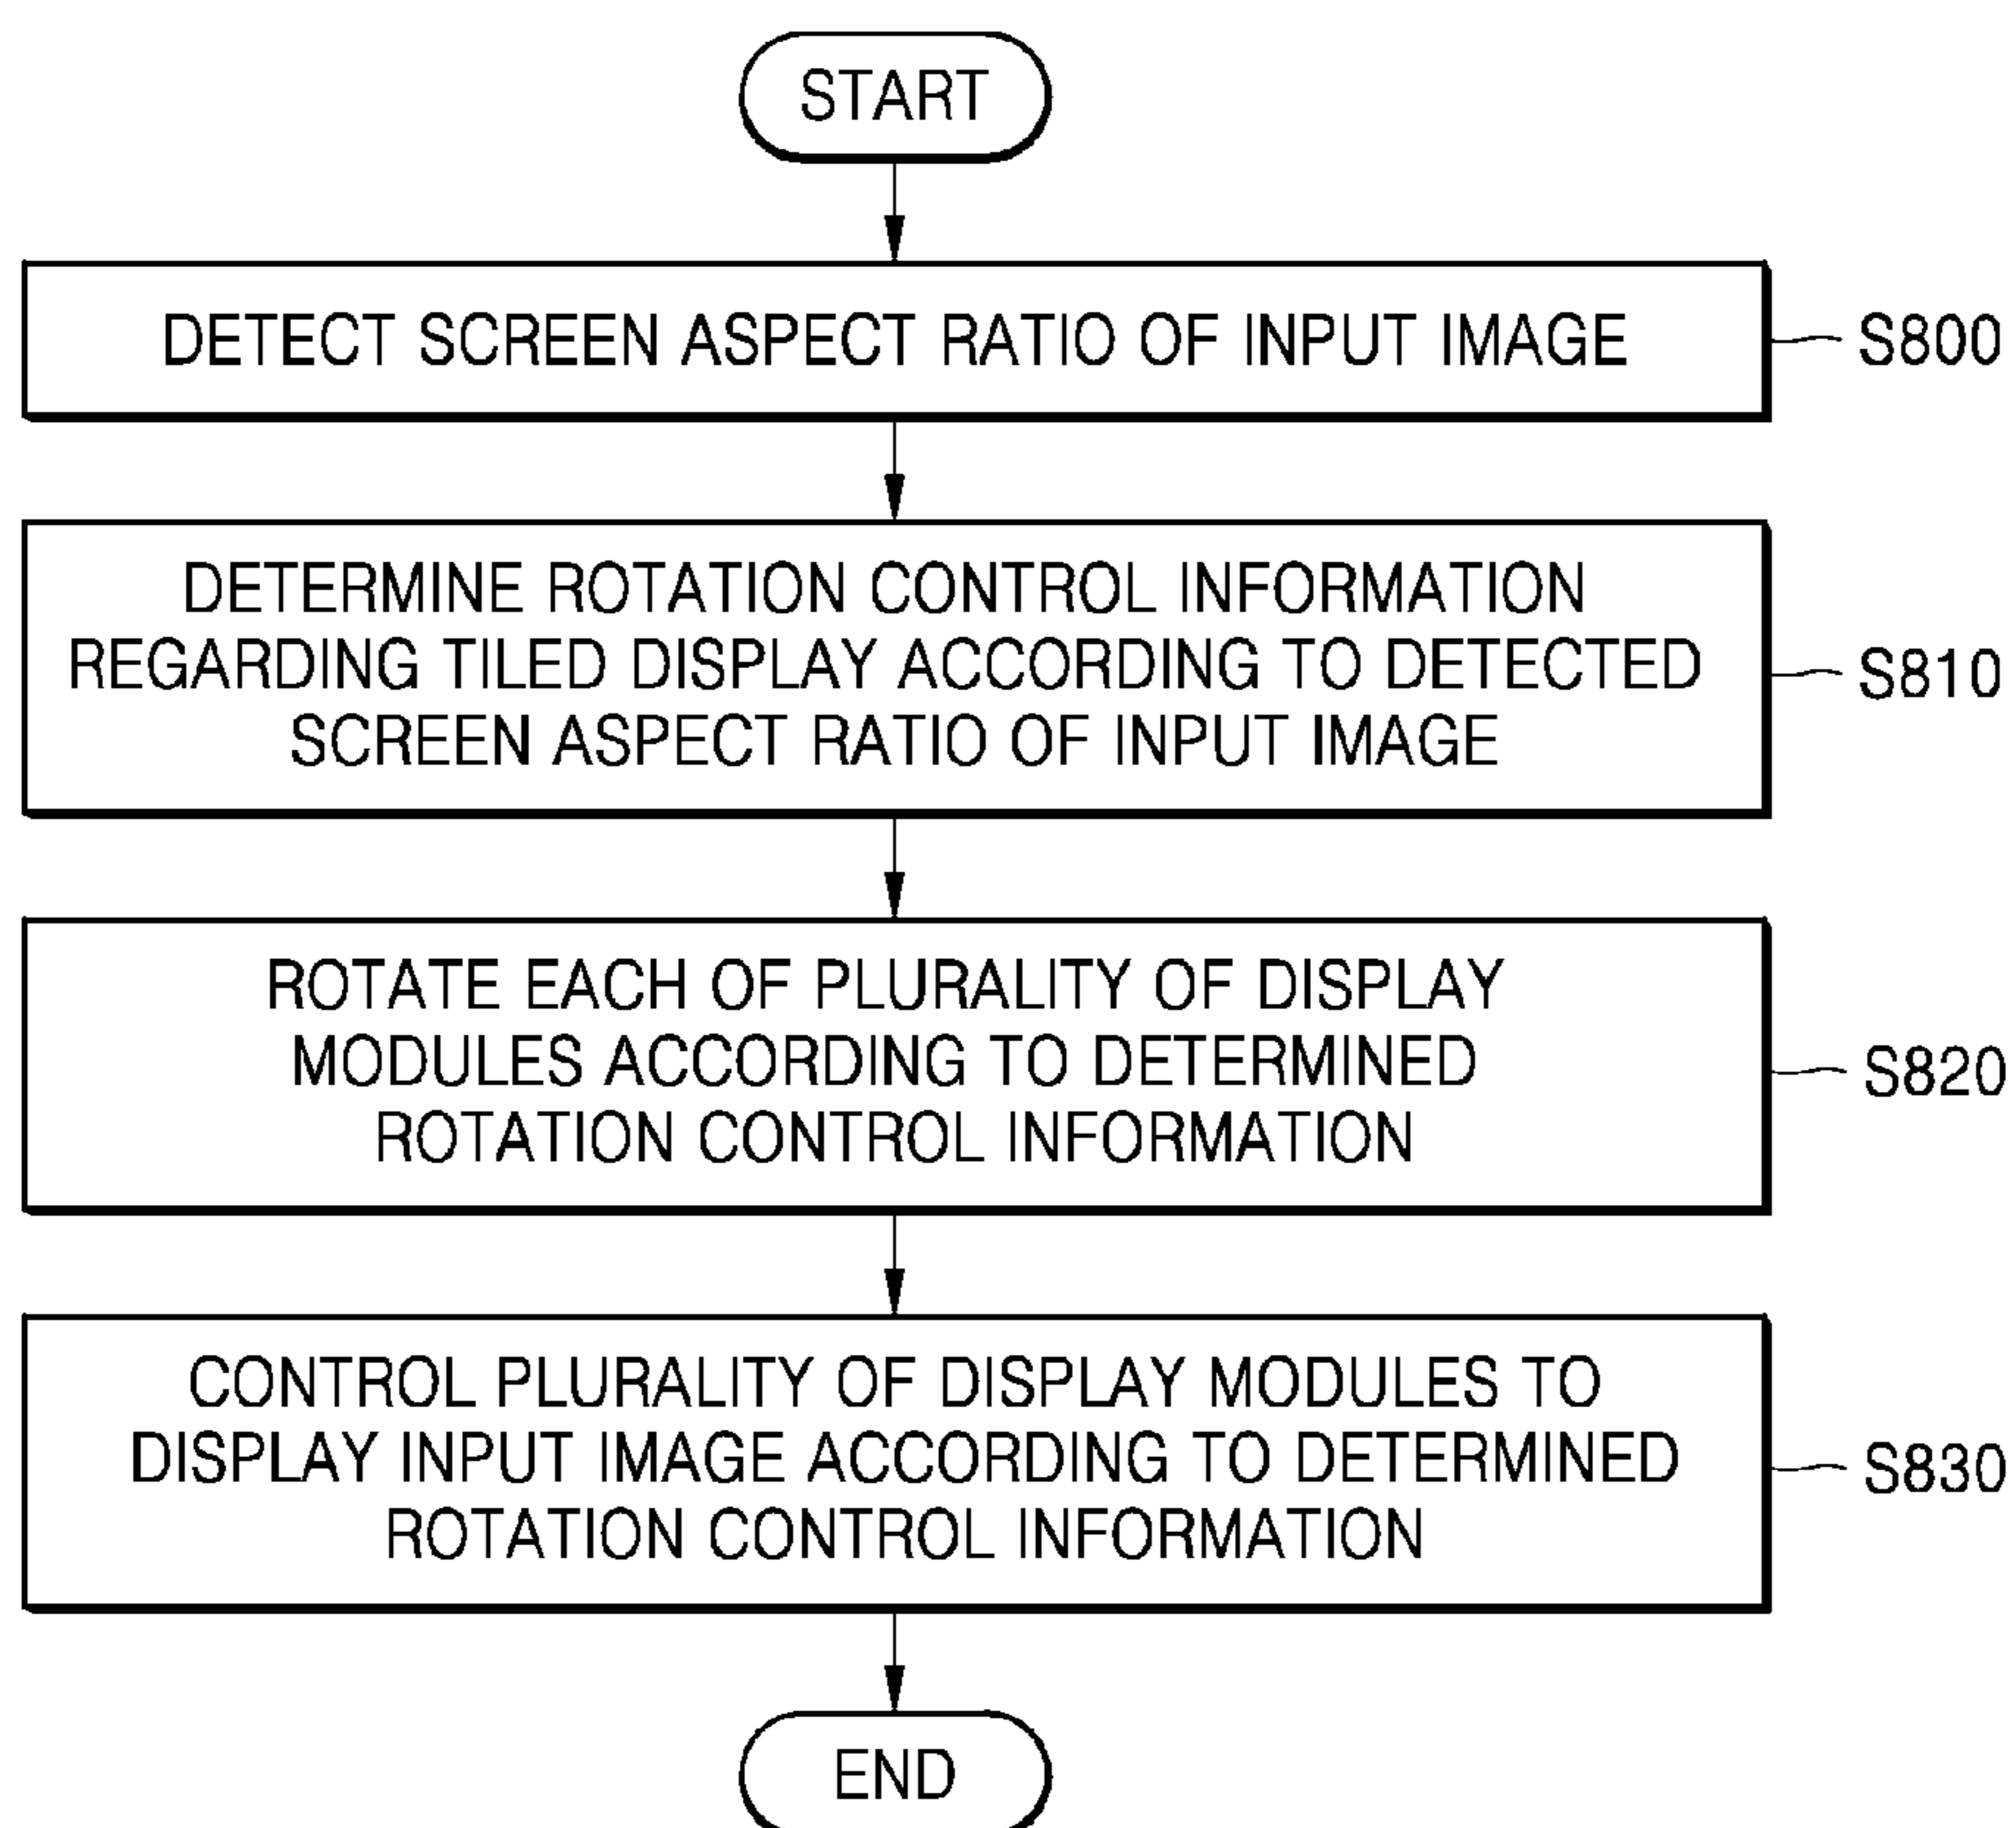 START
DETECT SCREEN ASPECT RATIO OF INPUT IMAGE
S800
DETERMINE ROTATION CONTROL INFORMATION
REGARDING TILED DISPLAY ACCORDING TO DETECTED
SCREEN ASPECT RATIO OF INPUT IMAGE
S810
ROTATE EACH OF PLURALITY OF DISPLAY
MODULES ACCORDING TO DETERMINED
ROTATION CONTROL INFORMATION
S820
CONTROL PLURALITY OF DISPLAY MODULES TO
DISPLAY INPUT IMAGE ACCORDING TO DETERMINED
ROTATION CONTROL INFORMATION
S830
END